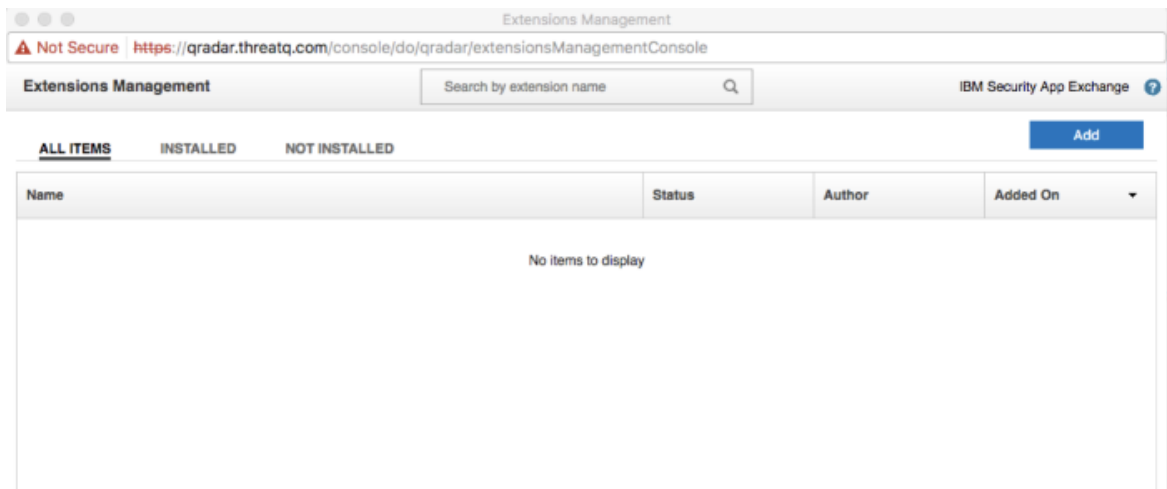 Extensions Management
Not Secure https://qradar.threatq.com/console/do/qradar/extensionsManagementConsole
Extensions Management Search by extension name IBM Security App Exchange ?
Add
ALL ITEMS INSTALLED NOT INSTALLED
Name Status Author Added On
No items to display